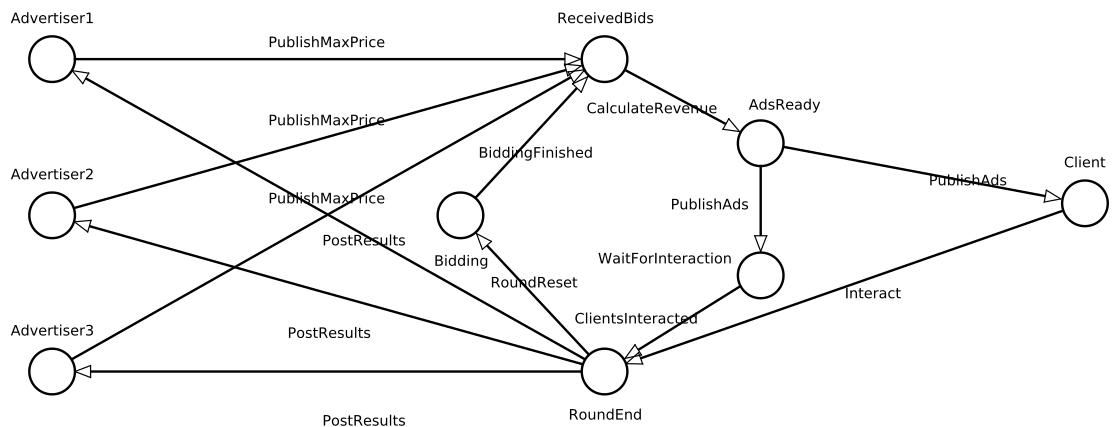 Advertiser1
ReceivedBids
PublishMaxPrice
CalculateRevenue
AdsReady
PublishMaxPrice
BiddingFinished
Client
Advertiser2
PublishAds
PublishMaxPrice
PublishAds
PostResults
Bidding
WaitForInteraction
RoundReset
Interact
ClientsInteracted
Advertiser3
PostResults
RoundEnd
PostResults